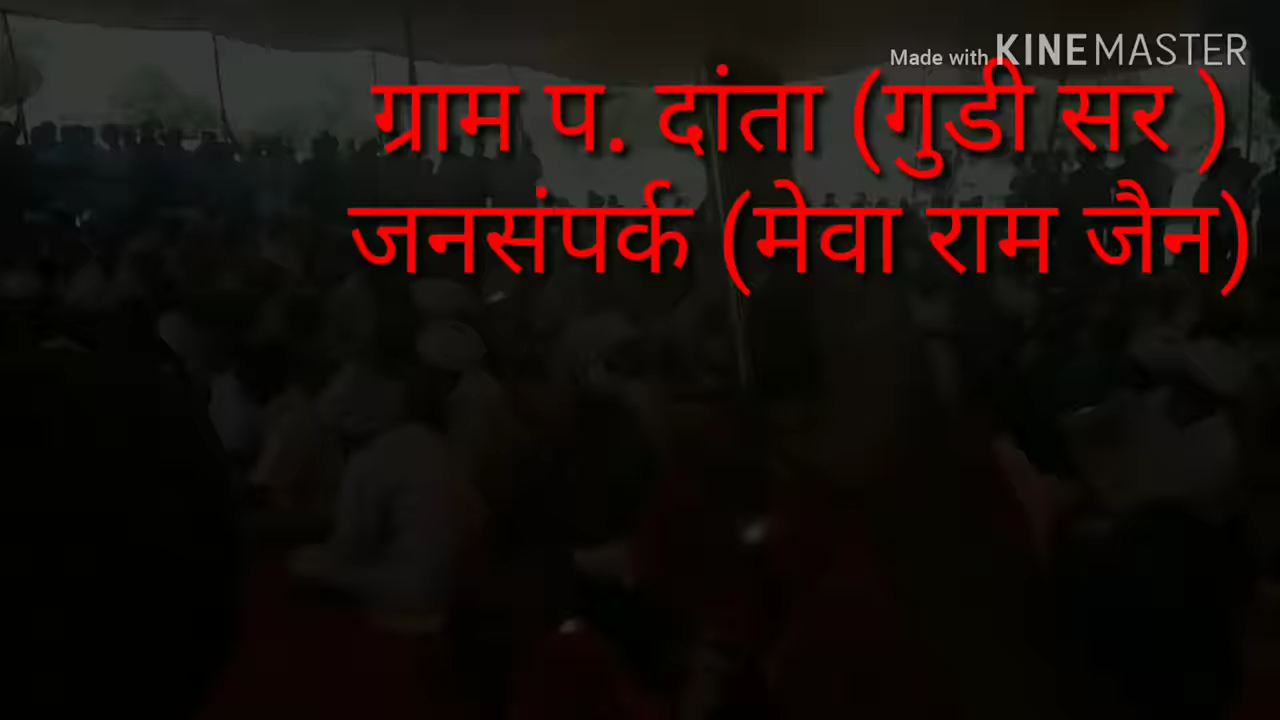 Made with KINEMASTER
ग्राम प. दांता (गुडी सर )
जनसंपर्क (मेवा राम जैन)